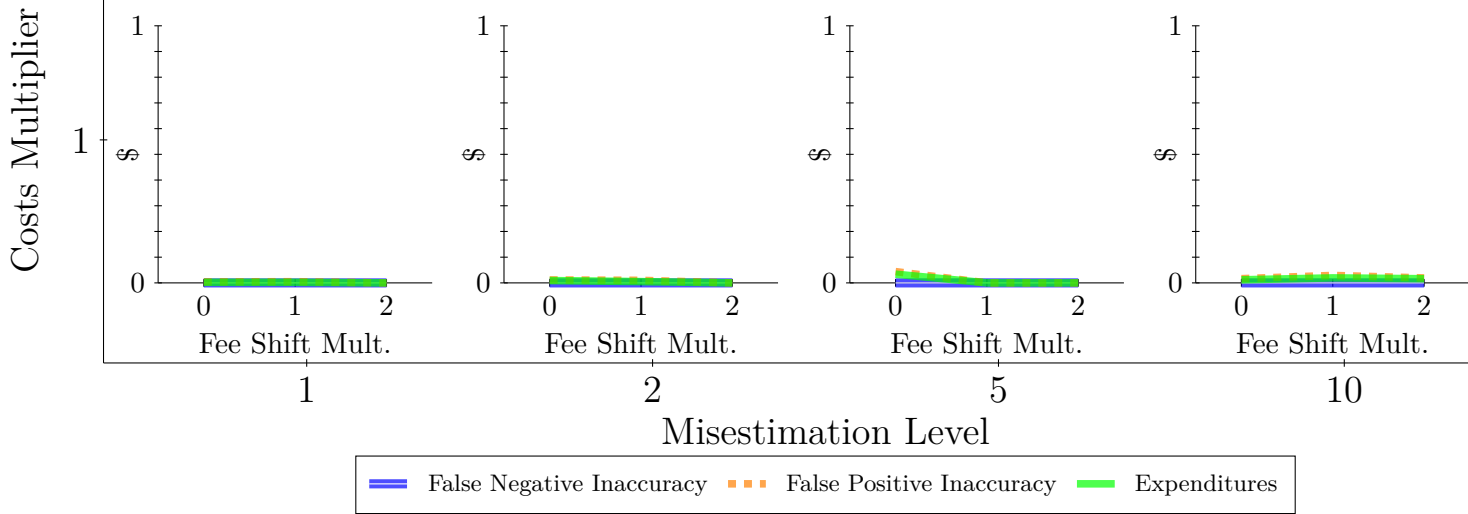 Costs Multiplier
1
1
$
0
0 1 2
Fee Shift Mult.
1
$
0
0 1 2
Fee Shift Mult.
1
$
0
0 1 2
Fee Shift Mult.
1
$
0
0 1 2
Fee Shift Mult.
1 2 5 10
Misestimation Level
False Negative Inaccuracy False Positive Inaccuracy Expenditures